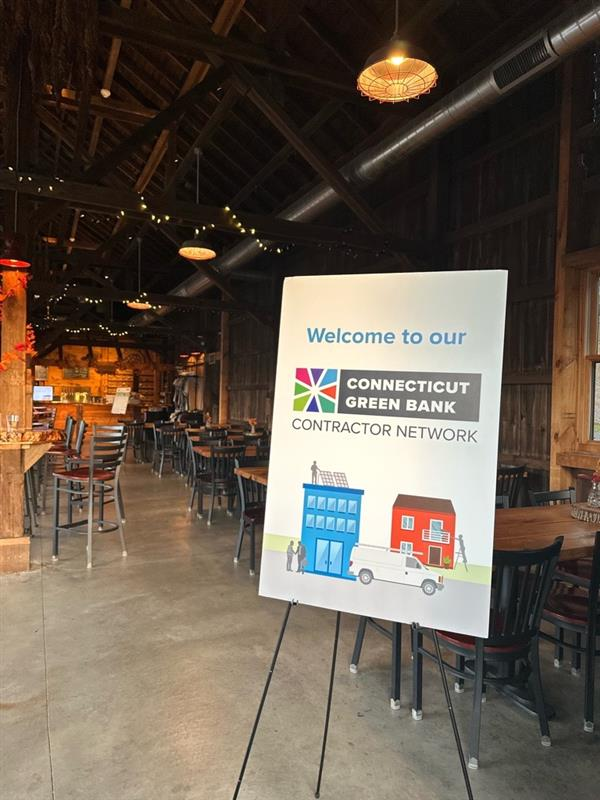 Welcome to our
CONNECTICUT
GREEN BANK
CONTRACTOR NETWORK